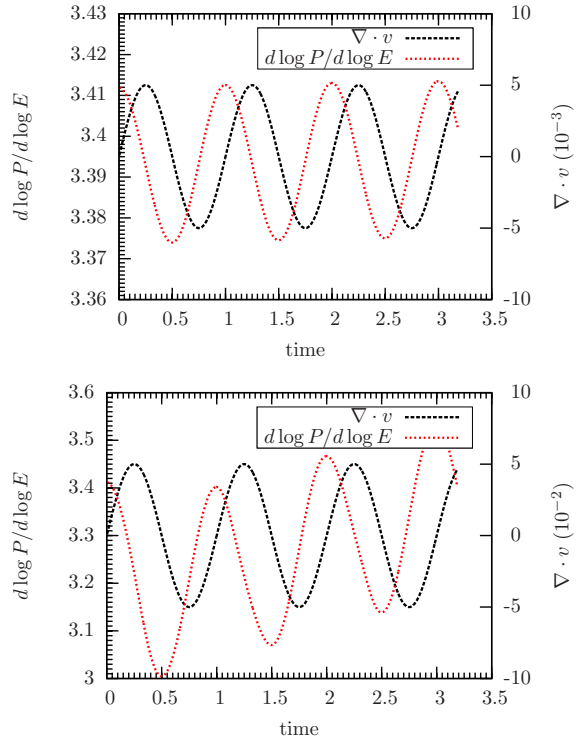 3.43
3.42
3.41
3.4
3.39
3.38
3.37
3.36
d log P/d log E
∇ · v
d log P/d log E
10
5
0
-5
-10
∇ · v (10⁻³)
0 0.5 1 1.5 2 2.5 3 3.5
time
3.6
3.5
3.4
3.3
3.2
3.1
3
d log P/d log E
∇ · v
d log P/d log E
10
5
0
-5
-10
∇ · v (10⁻²)
0 0.5 1 1.5 2 2.5 3 3.5
time